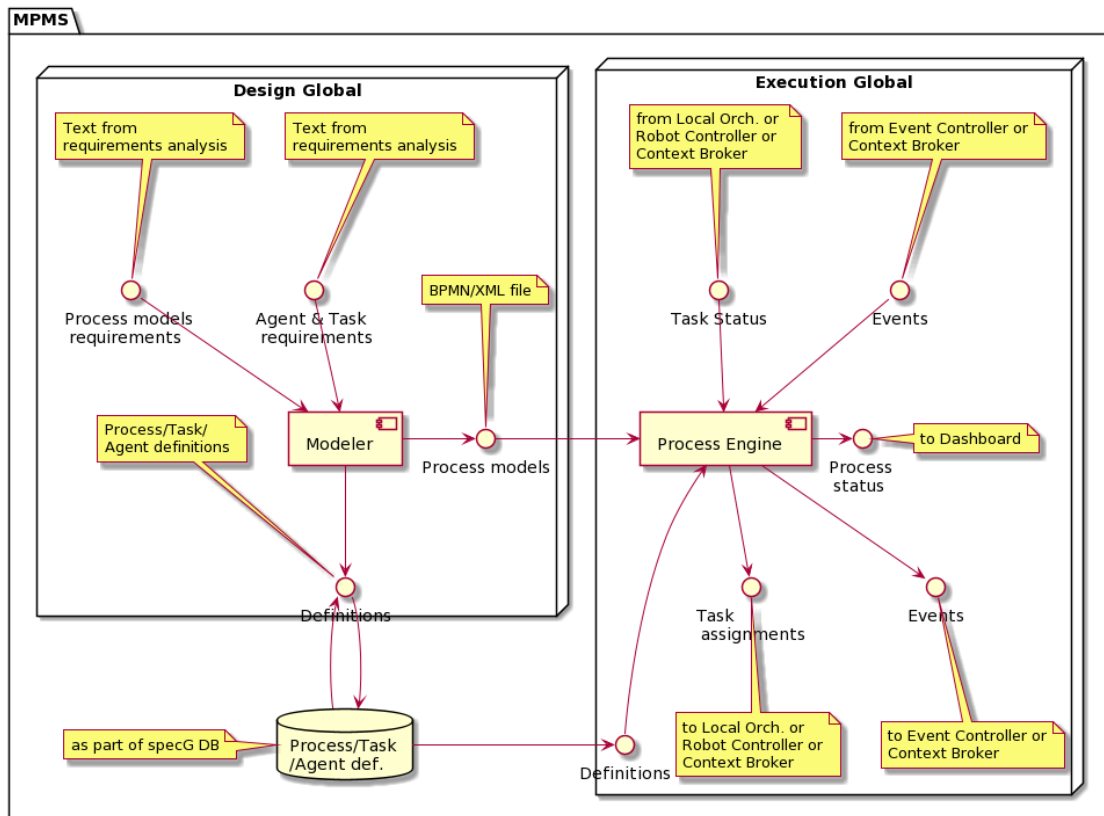 MPMS
Design Global
Text from
requirements analysis
Text from
requirements analysis
Process models
requirements
Agent & Task
requirements
BPMN/XML file
Process/Task/
Agent definitions
Modeler
Process models
Definitions
as part of specG DB
Process/Task
/Agent def.
Execution Global
from Local Orch. or
Robot Controller or
Context Broker
from Event Controller or
Context Broker
Task Status
Events
Process Engine
Process
status
to Dashboard
Task
assignments
Events
Definitions
to Local Orch. or
Robot Controller or
Context Broker
to Event Controller or
Context Broker